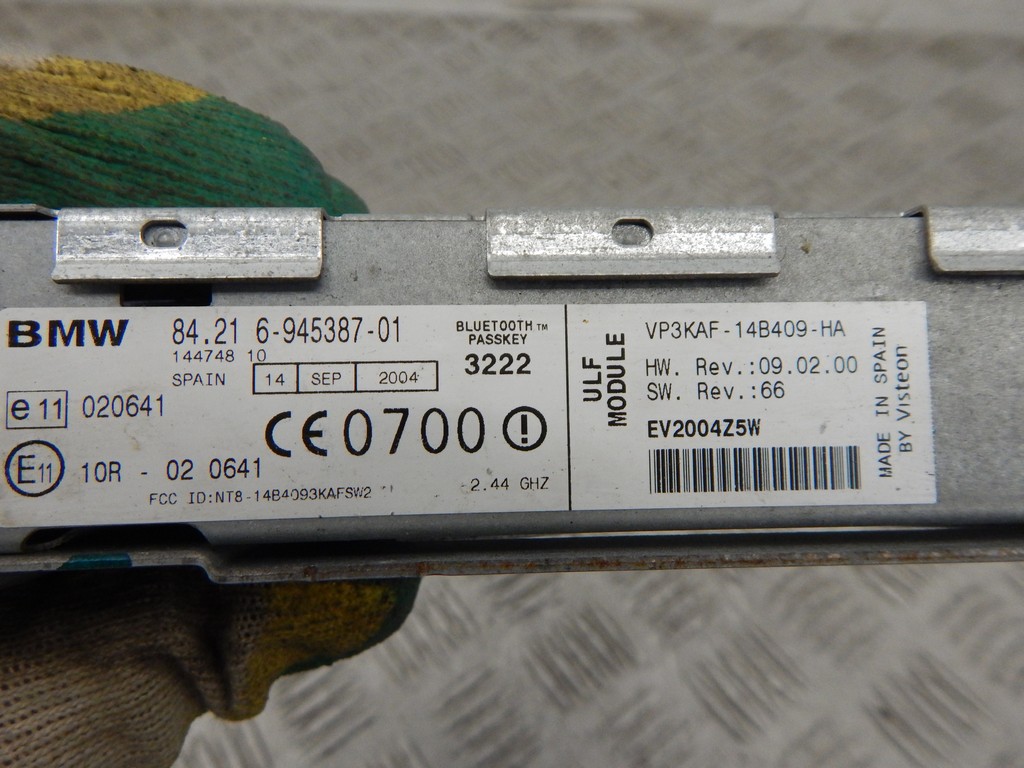 BMW 84.21 6-945387-01
144748 10
SPAIN 14 SEP 2004
BLUETOOTH™
PASSKEY
3222
e11 020641
CE0700
E11 10R - 02 0641
FCC ID:NT8-14B4093KAFSW2
2.44 GHZ
ULF
MODULE
VP3KAF-14B409-HA
HW. Rev.:09.02.00
SW. Rev.:66
EV2004Z5W
MADE IN SPAIN
BY Visteon